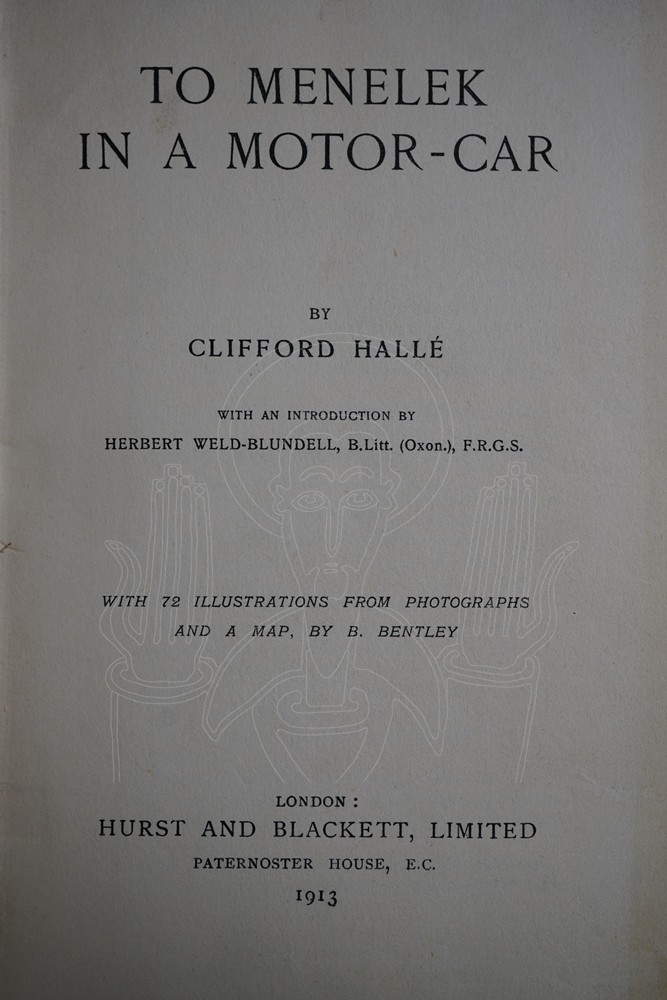 TO MENELEK
IN A MOTOR-CAR
BY
CLIFFORD HALLÉ
WITH AN INTRODUCTION BY
HERBERT WELD-BLUNDELL, B.Litt. (Oxon.), F.R.G.S.
WITH 72 ILLUSTRATIONS FROM PHOTOGRAPHS
AND A MAP, BY B. BENTLEY
LONDON:
HURST AND BLACKETT, LIMITED
PATERNOSTER HOUSE, E.C.
1913